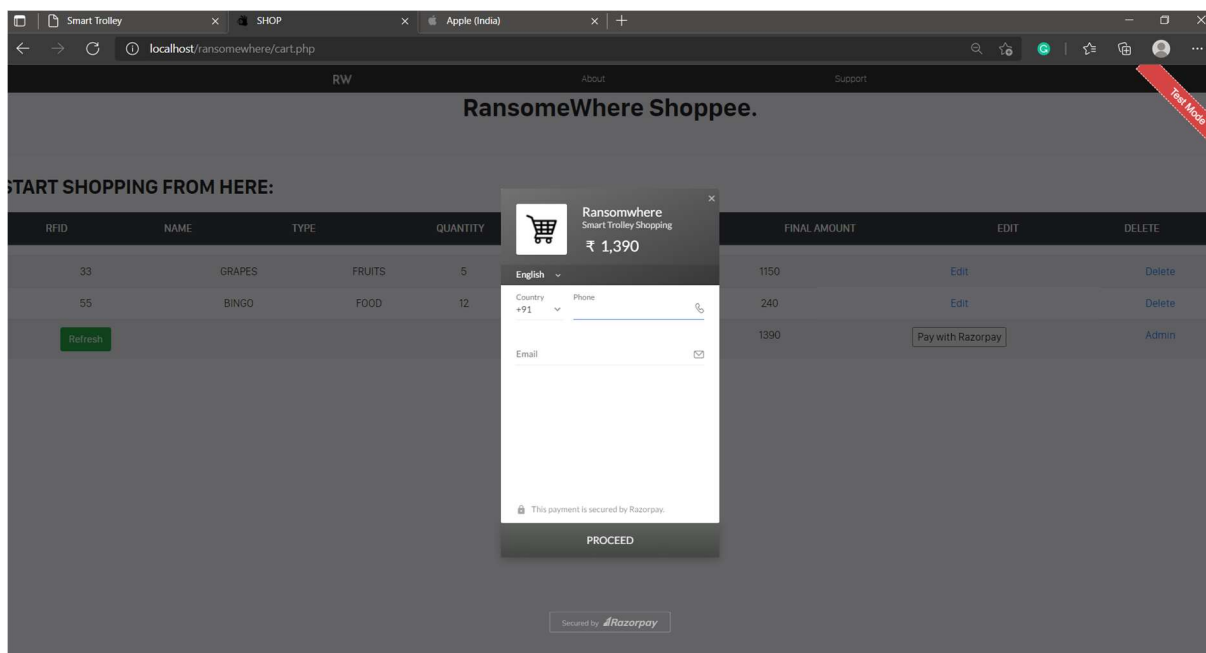 Smart Trolley SHOP Apple (India)
localhost/ransomewhere/cart.php
RW About Support
Test Mode
RansomeWhere Shoppee.
START SHOPPING FROM HERE:
RFID NAME TYPE QUANTITY FINAL AMOUNT EDIT DELETE
33 GRAPES FRUITS 5 1150 Edit Delete
55 BINGO FOOD 12 240 Edit Delete
Refresh 1390 Pay with Razorpay Admin
Ransomwhere
Smart Trolley Shopping
₹ 1,390
English
Country Phone
+91
Email
This payment is secured by Razorpay.
PROCEED
Secured by Razorpay